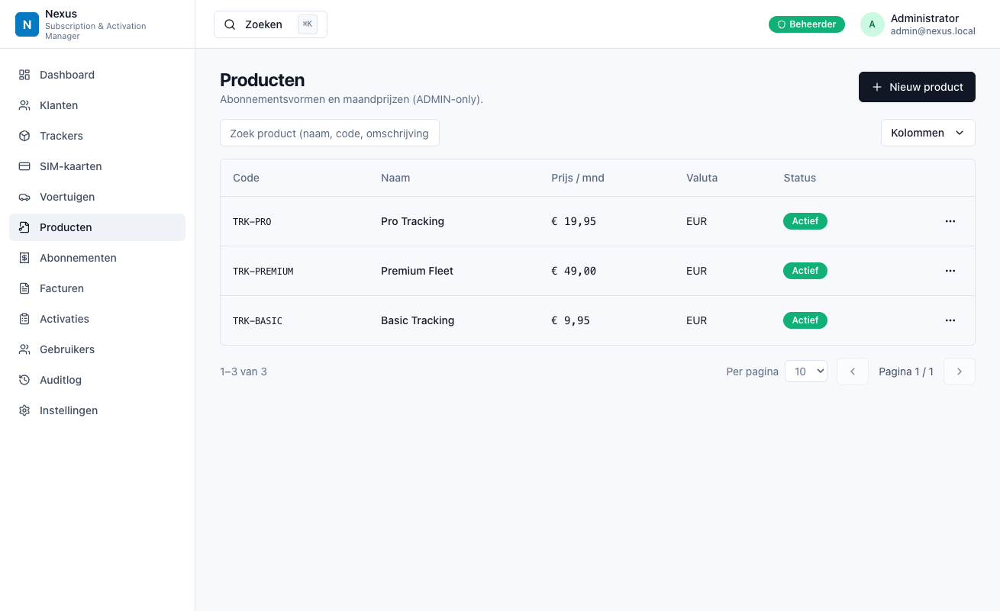 N
Nexus
Subscription & Activation
Manager
Zoeken
⌘K
Beheerder
A
Administrator
admin@nexus.local
Dashboard
Klanten
Trackers
SIM-kaarten
Voertuigen
Producten
Abonnementen
Facturen
Activaties
Gebruikers
Auditlog
Instellingen
Producten
Abonnementsvormen en maandprijzen (ADMIN-only).
Nieuw product
Zoek product (naam, code, omschrijving
Kolommen
Code Naam Prijs / mnd Valuta Status
TRK-PRO Pro Tracking € 19,95 EUR Actief
TRK-PREMIUM Premium Fleet € 49,00 EUR Actief
TRK-BASIC Basic Tracking € 9,95 EUR Actief
1–3 van 3
Per pagina 10 Pagina 1 / 1